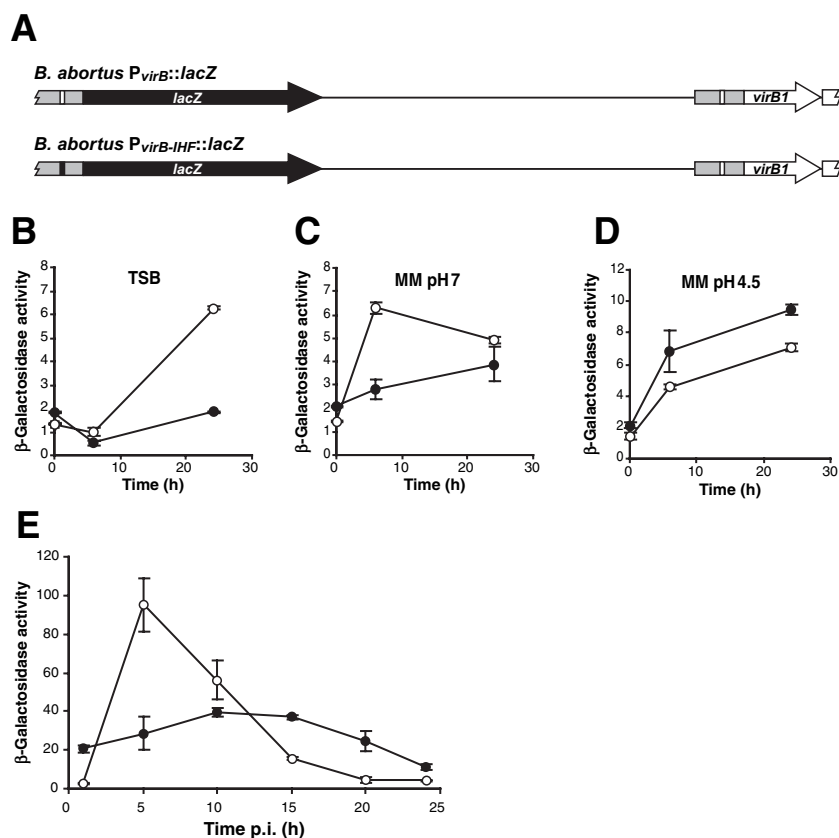 A
B. abortus PvirB::lacZ
lacZ
virB1
B. abortus PvirB-IHF::lacZ
lacZ
virB1
B
TSB
β-Galactosidase activity
8
7
6
5
4
3
2
1
0
0 10 20 30
Time (h)
C
MM pH7
β-Galactosidase activity
8
7
6
5
4
3
2
1
0
0 10 20 30
Time (h)
D
MM pH4.5
β-Galactosidase activity
12
10
8
6
4
2
0
0 10 20 30
Time (h)
E
β-Galactosidase activity
120
100
80
60
40
20
0
0 5 10 15 20 25
Time p.i. (h)